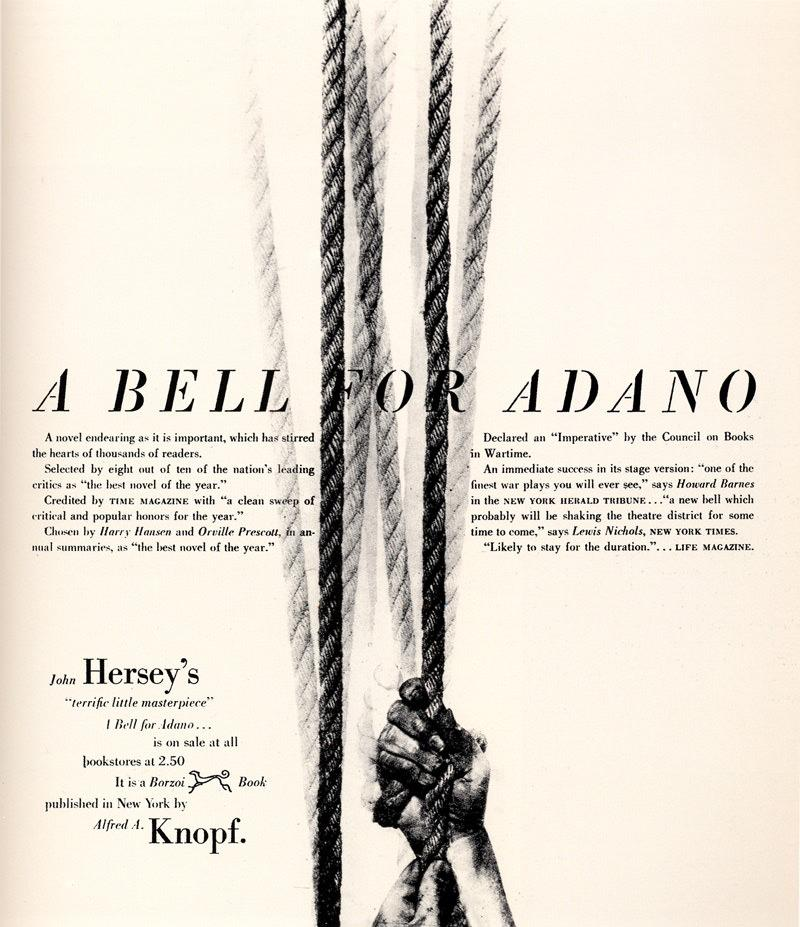 A BELL FOR ADANO
A novel endearing as it is important, which has stirred
the hearts of thousands of readers.
Selected by eight out of ten of the nation's leading
critics as “the best novel of the year.”
Credited by TIME MAGAZINE with “a clean sweep of
critical and popular honors for the year.”
Chosen by Harry Hansen and Orville Prescott, in an-
nual summaries, as “the best novel of the year.”
Declared an “Imperative” by the Council on Books
in Wartime.
An immediate success in its stage version: “one of the
finest war plays you will ever see,” says Howard Barnes
in the NEW YORK HERALD TRIBUNE...“a new bell which
probably will be shaking the theatre district for some
time to come,” says Lewis Nichols, NEW YORK TIMES.
“Likely to stay for the duration.”... LIFE MAGAZINE.
John Hersey's
“terrific little masterpiece”
A Bell for Adano...
is on sale at all
bookstores at 2.50
It is a Borzoi Book
published in New York by
Alfred A. Knopf.